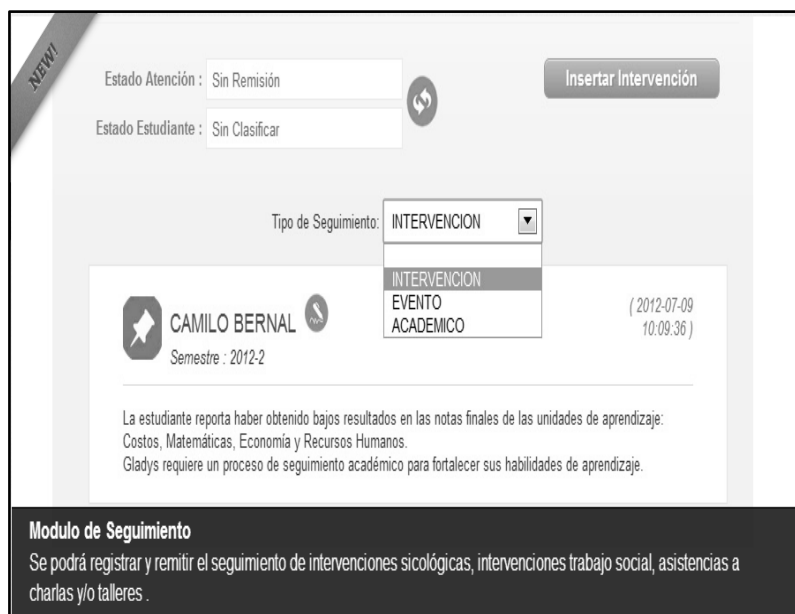 NEW!
Estado Atención : Sin Remisión
Insertar Intervención
Estado Estudiante : Sin Clasificar
Tipo de Seguimiento: INTERVENCION
INTERVENCION
EVENTO
ACADEMICO
CAMILO BERNAL
Semestre : 2012-2
( 2012-07-09
10:09:36 )
La estudiante reporta haber obtenido bajos resultados en las notas finales de las unidades de aprendizaje:
Costos, Matemáticas, Economía y Recursos Humanos.
Gladys requiere un proceso de seguimiento académico para fortalecer sus habilidades de aprendizaje.
Modulo de Seguimiento
Se podrá registrar y remitir el seguimiento de intervenciones sicológicas, intervenciones trabajo social, asistencias a
charlas y/o talleres .